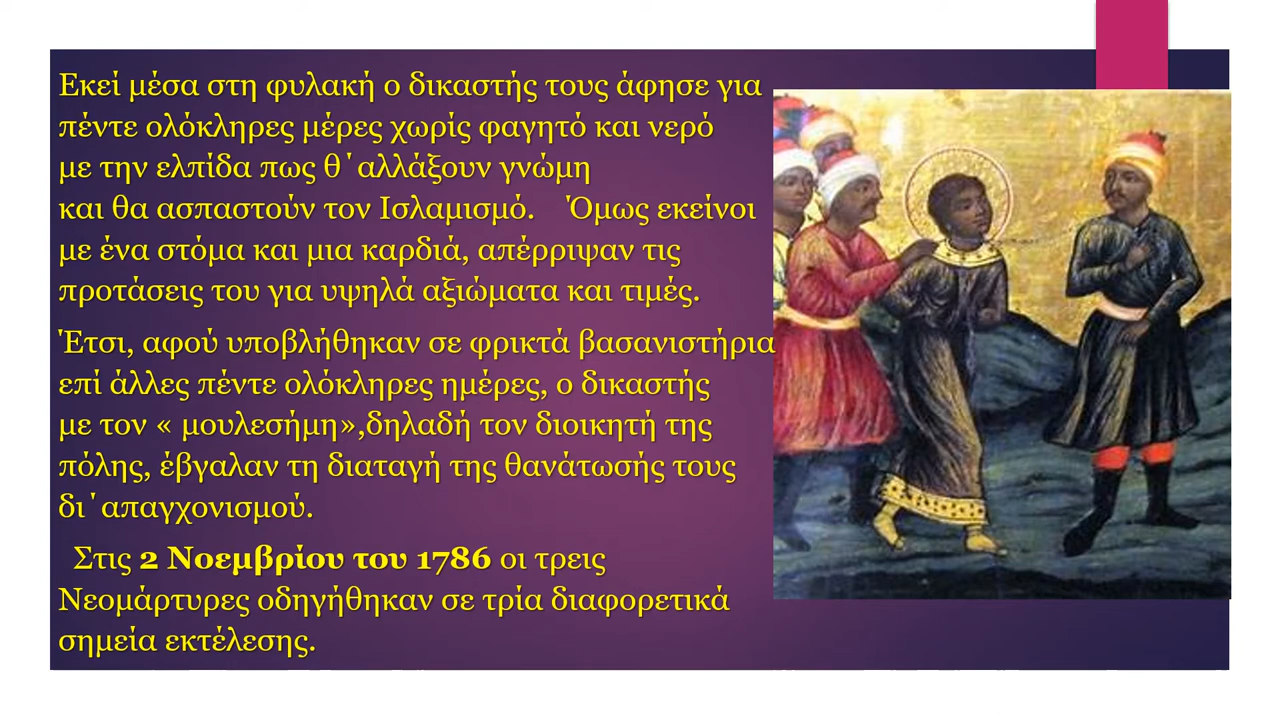 Εκεί μέσα στη φυλακή ο δικαστής τους άφησε για
πέντε ολόκληρες μέρες χωρίς φαγητό και νερό
με την ελπίδα πως θ΄αλλάξουν γνώμη
και θα ασπαστούν τον Ισλαμισμό.    Όμως εκείνοι
με ένα στόμα και μια καρδιά, απέρριψαν τις
προτάσεις του για υψηλά αξιώματα και τιμές.
Έτσι, αφού υποβλήθηκαν σε φρικτά βασανιστήρια
επί άλλες πέντε ολόκληρες ημέρες, ο δικαστής
με τον « μουλεσήμη»,δηλαδή τον διοικητή της
πόλης, έβγαλαν τη διαταγή της θανάτωσής τους
δι΄απαγχονισμού.
Στις 2 Νοεμβρίου του 1786 οι τρεις
Νεομάρτυρες οδηγήθηκαν σε τρία διαφορετικά
σημεία εκτέλεσης.